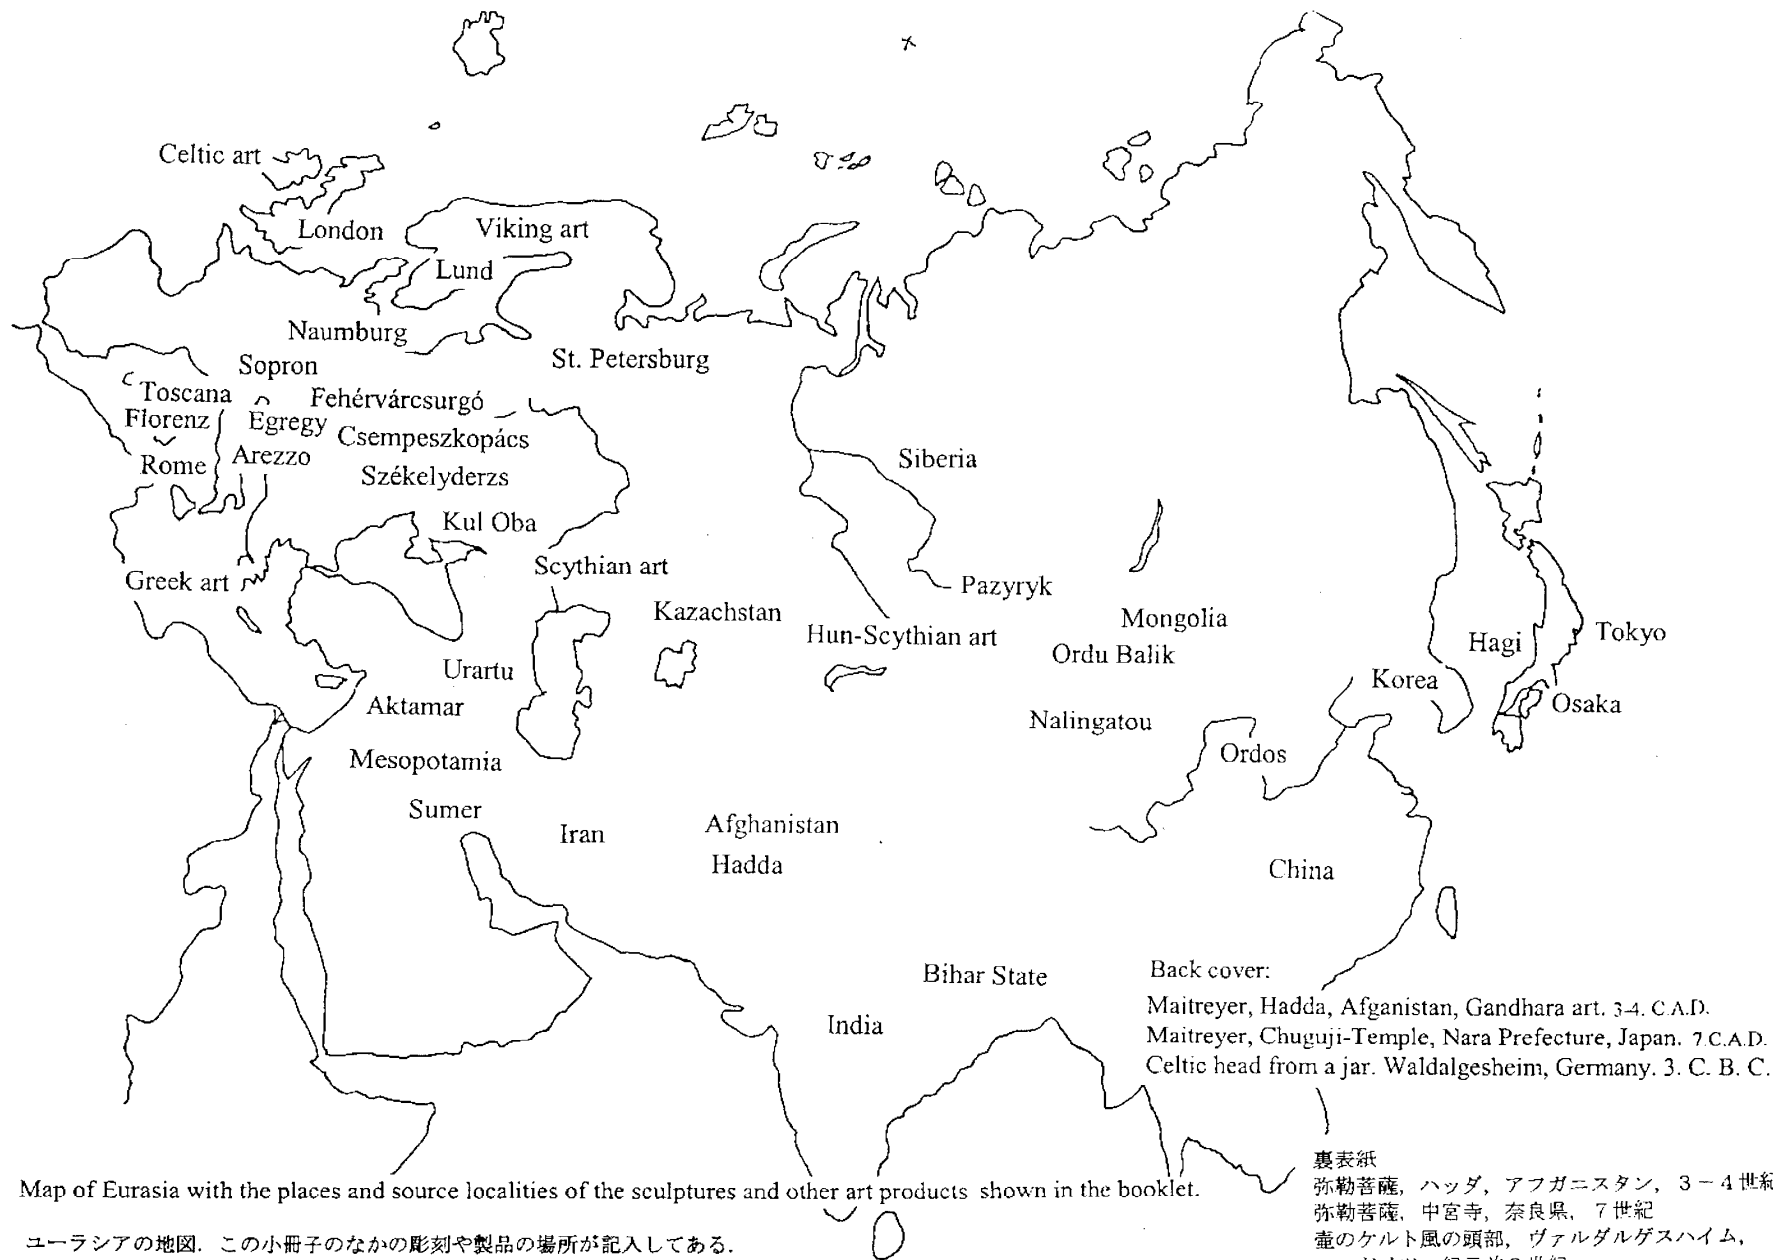 Celtic art
London
Viking art
Lund
Naumburg
St. Petersburg
Sopron
Toscana
Fehérvárcsurgó
Florenz
Egregy
Csempeszkopács
Rome
Arezzo
Siberia
Székelyderzs
Kul Oba
Greek art
Scythian art
Pazyryk
Kazachstan
Mongolia
Hun-Scythian art
Hagi
Tokyo
Ordu Balik
Urartu
Korea
Aktamar
Osaka
Nalingatou
Ordos
Mesopotamia
Sumer
Iran
Afghanistan
Hadda
China
Bihar State
India
Back cover:
Maitreyer, Hadda, Afganistan, Gandhara art. 3-4. C.A.D.
Maitreyer, Chuguji-Temple, Nara Prefecture, Japan. 7.C.A.D.
Celtic head from a jar. Waldalgesheim, Germany. 3. C. B. C.
Map of Eurasia with the places and source localities of the sculptures and other art products shown in the booklet.
ユーラシアの地図．この小冊子のなかの彫刻や製品の場所が記入してある．
裏表紙
弥勒菩薩，ハッダ，アフガニスタン，３－４世紀
弥勒菩薩，中宮寺，奈良県，７世紀
壷のケルト風の頭部，ヴァルダルゲスハイム，